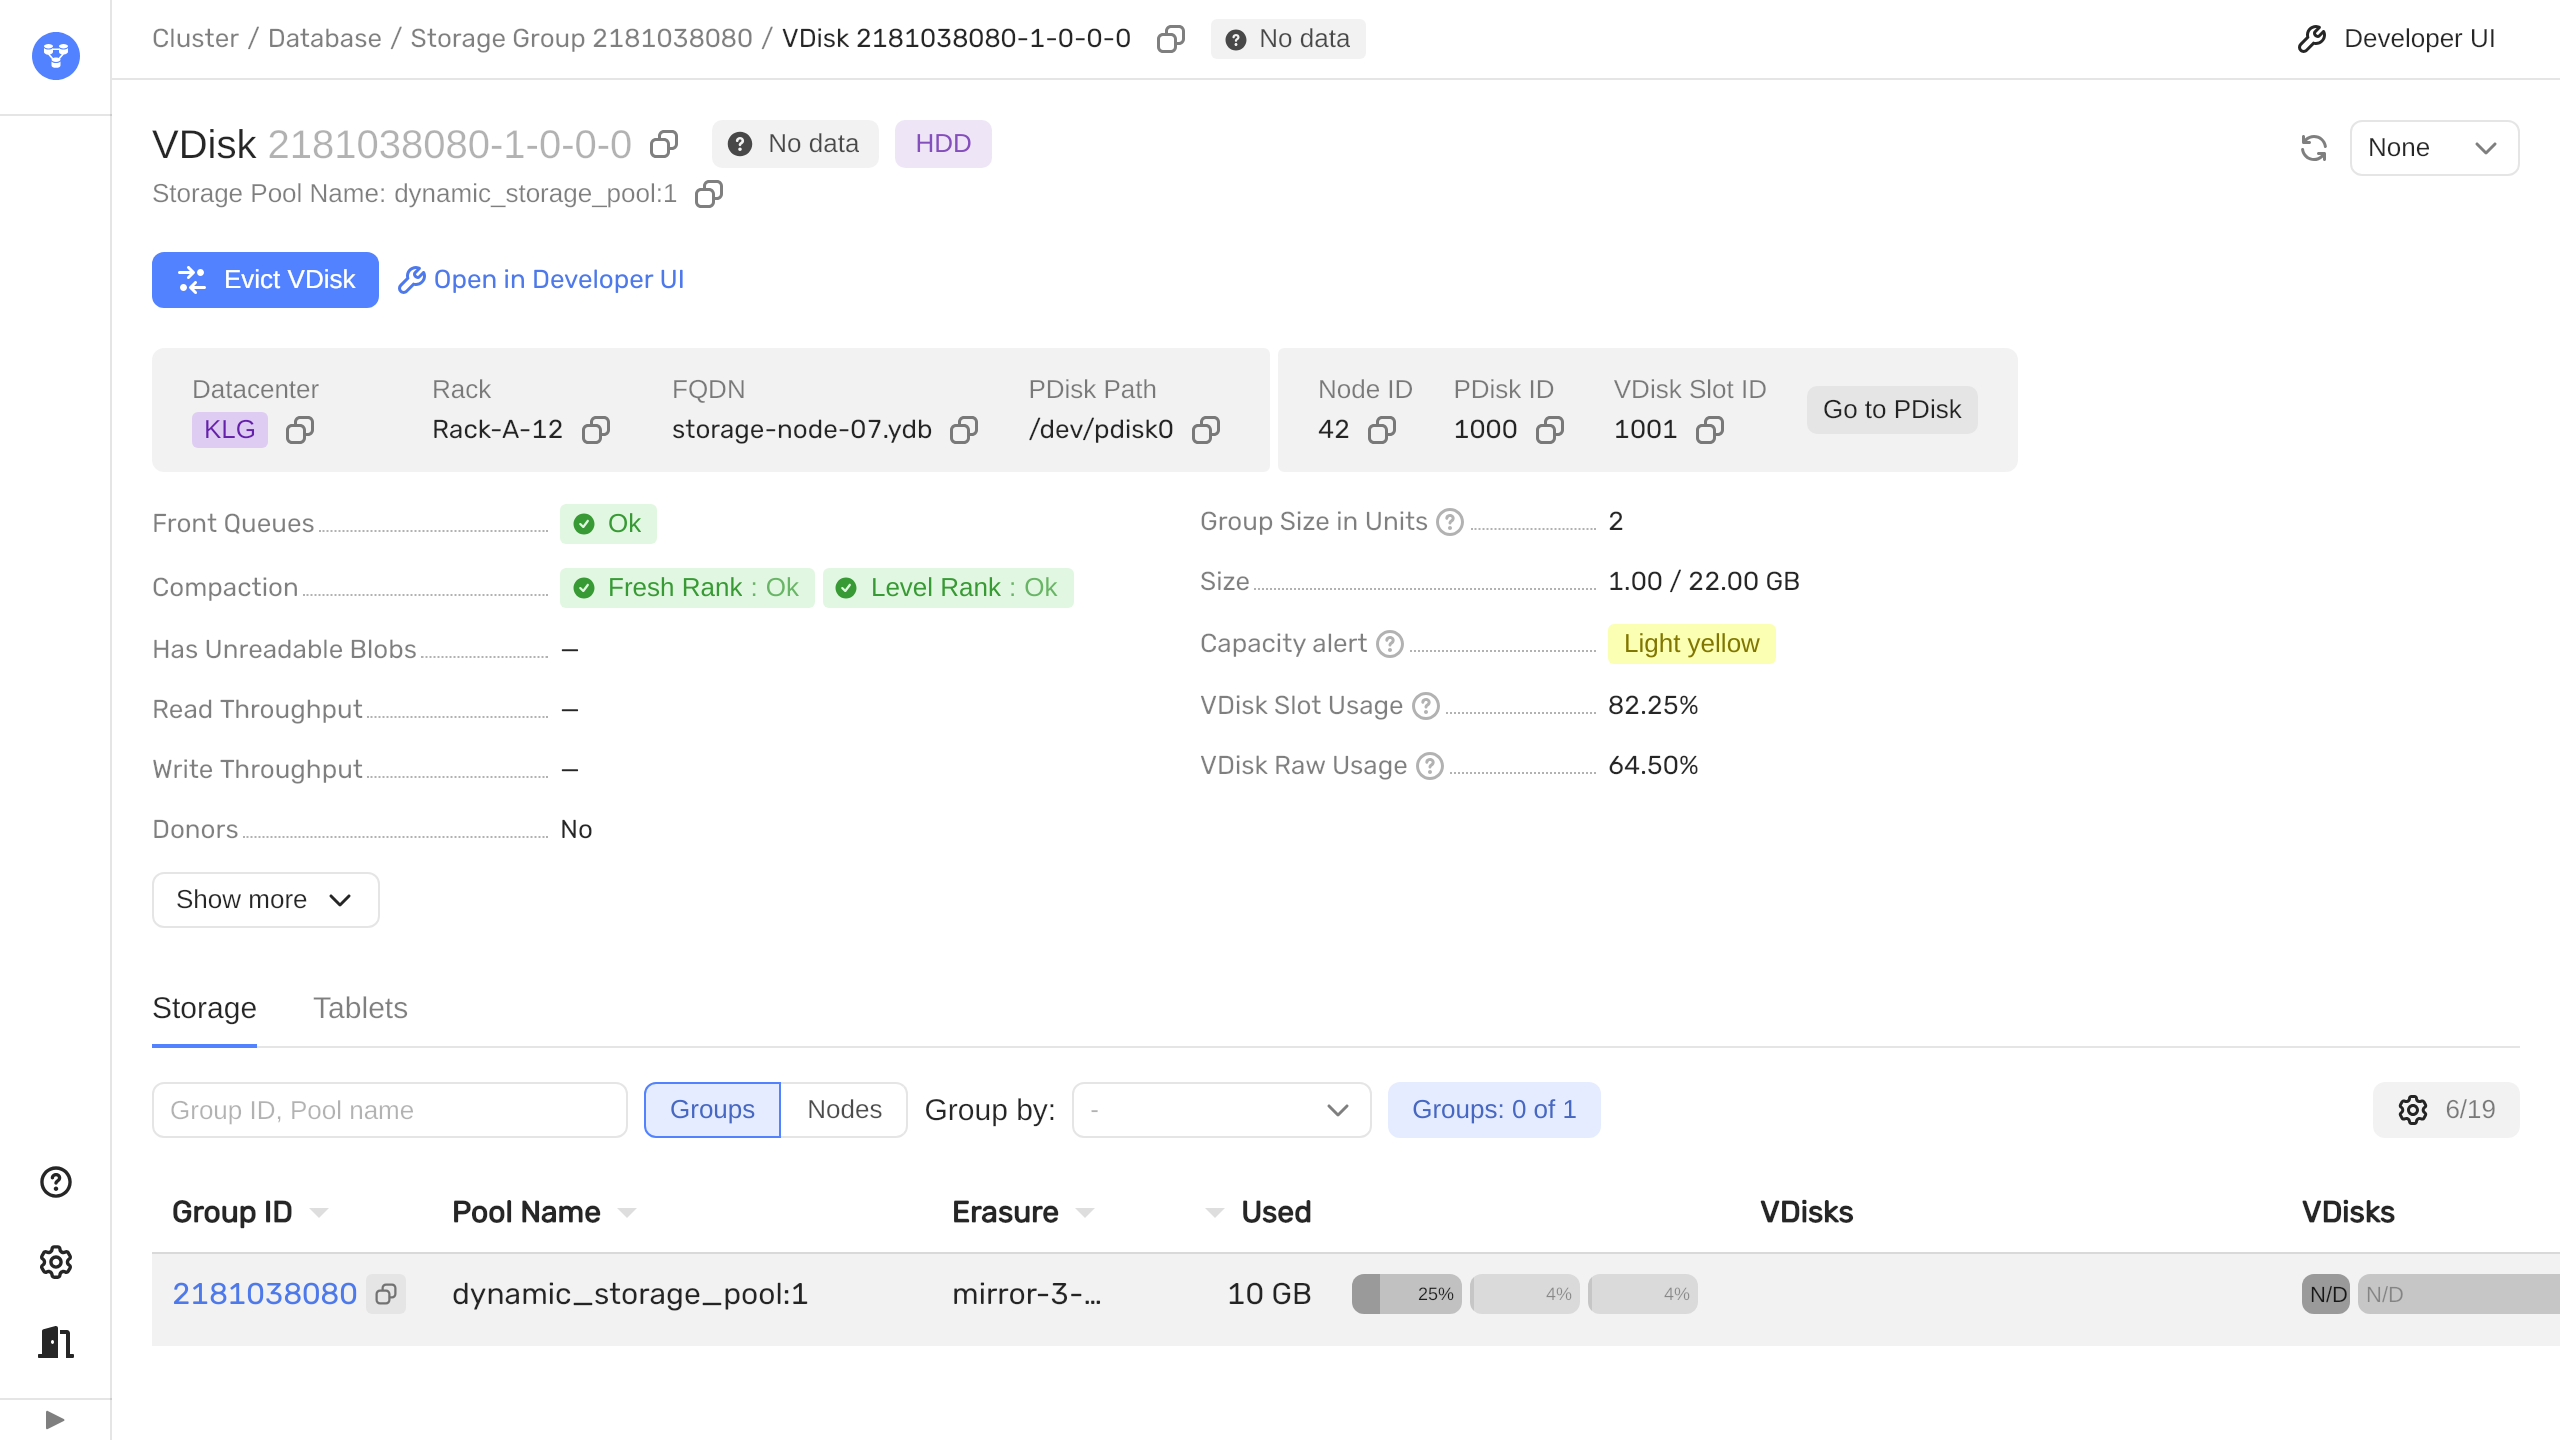 Cluster / Database / Storage Group 2181038080 / VDisk 2181038080-1-0-0-0 No data Developer UI
VDisk 2181038080-1-0-0-0 No data HDD None
Storage Pool Name: dynamic_storage_pool:1
Evict VDisk Open in Developer UI
Datacenter Rack FQDN PDisk Path Node ID PDisk ID VDisk Slot ID
KLG Rack-A-12 storage-node-07.ydb /dev/pdisk0 42 1000 1001 Go to PDisk
Front Queues Ok
Compaction Fresh Rank : Ok Level Rank : Ok
Has Unreadable Blobs –
Read Throughput –
Write Throughput –
Donors No
Group Size in Units 2
Size 1.00 / 22.00 GB
Capacity alert Light yellow
VDisk Slot Usage 82.25%
VDisk Raw Usage 64.50%
Show more
Storage Tablets
Group ID, Pool name Groups Nodes Group by: - Groups: 0 of 1 6/19
Group ID Pool Name Erasure Used VDisks VDisks
2181038080 dynamic_storage_pool:1 mirror-3-… 10 GB 25% 4% 4% N/D N/D